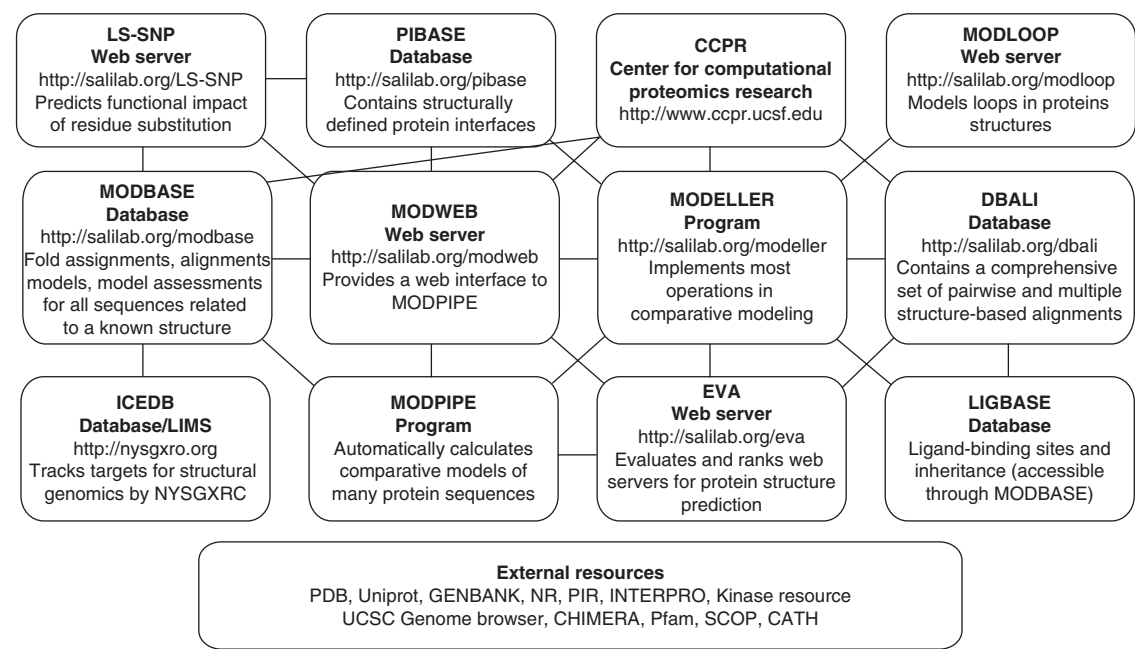 LS-SNP
Web server
http://salilab.org/LS-SNP
Predicts functional impact
of residue substitution
PIBASE
Database
http://salilab.org/pibase
Contains structurally
defined protein interfaces
CCPR
Center for computational
proteomics research
http://www.ccpr.ucsf.edu
MODLOOP
Web server
http://salilab.org/modloop
Models loops in proteins
structures
MODBASE
Database
http://salilab.org/modbase
Fold assignments, alignments
models, model assessments
for all sequences related
to a known structure
MODWEB
Web server
http://salilab.org/modweb
Provides a web interface to
MODPIPE
MODELLER
Program
http://salilab.org/modeller
Implements most
operations in
comparative modeling
DBALI
Database
http://salilab.org/dbali
Contains a comprehensive
set of pairwise and multiple
structure-based alignments
ICEDB
Database/LIMS
http://nysgxro.org
Tracks targets for structural
genomics by NYSGXRC
MODPIPE
Program
Automatically calculates
comparative models of
many protein sequences
EVA
Web server
http://salilab.org/eva
Evaluates and ranks web
servers for protein structure
prediction
LIGBASE
Database
Ligand-binding sites and
inheritance (accessible
through MODBASE)
External resources
PDB, Uniprot, GENBANK, NR, PIR, INTERPRO, Kinase resource
UCSC Genome browser, CHIMERA, Pfam, SCOP, CATH